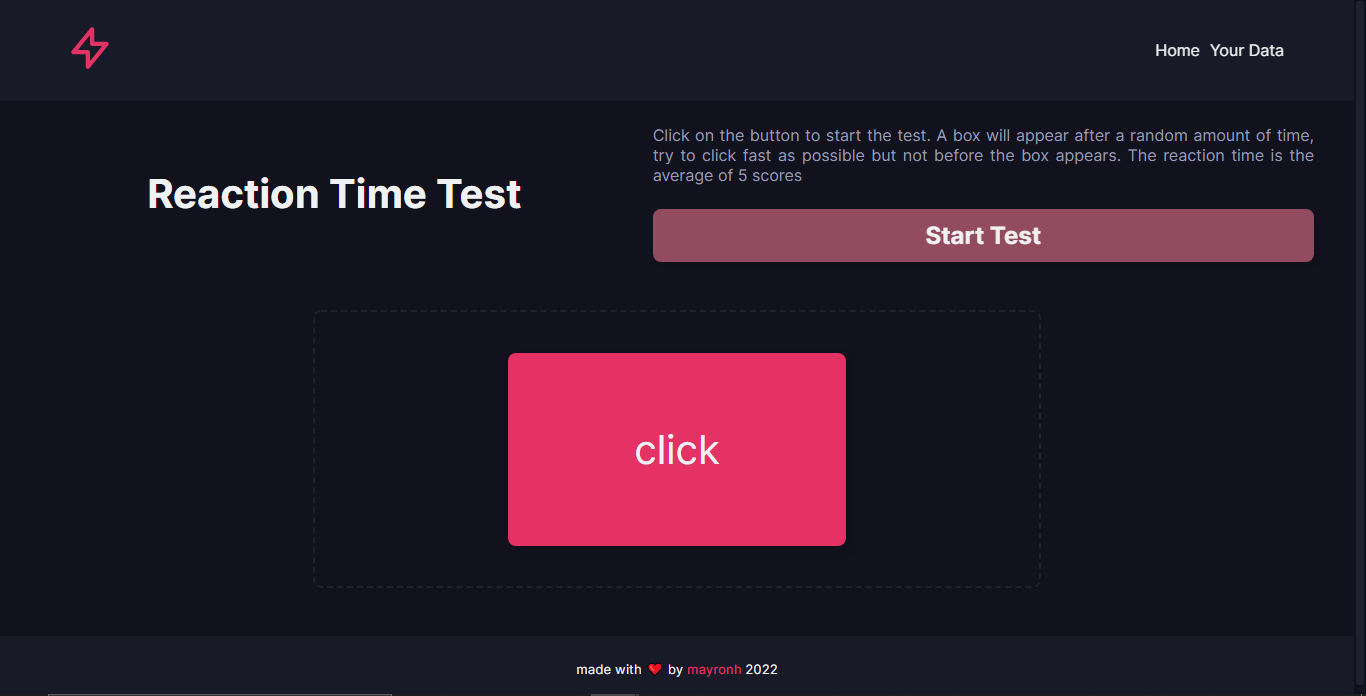 Home Your Data
Reaction Time Test
Click on the button to start the test. A box will appear after a random amount of time,
try to click fast as possible but not before the box appears. The reaction time is the
average of 5 scores
Start Test
click
made with ❤️ by mayronh 2022